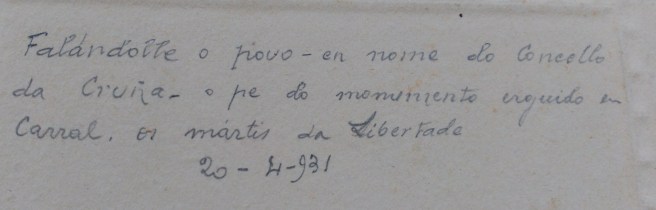 Falándolle o povo - en nome do Concello
da Cruña - o pe do monumento erguido en
Carral, os mártis da Libertade
20 - 4 - 931